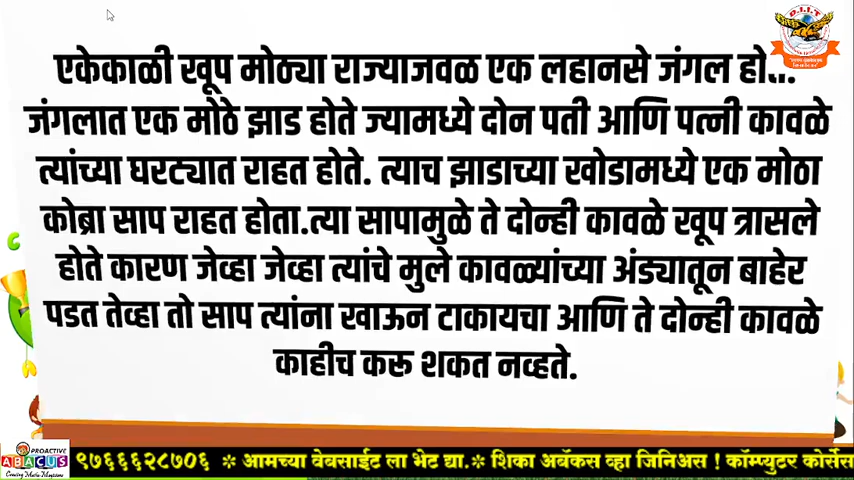 एकेकाळी खूप मोठ्या राज्याजवळ एक लहानसे जंगल
जंगलात एक मोठे झाड होते ज्यामध्ये दोन पती आणि पत्नी कावळे
त्यांच्या घरट्यात राहत होते. त्याच झाडाच्या खोडामध्ये एक मोठा
कोब्रा साप राहत होता.त्या सापामुळे ते दोन्ही कावळे खूप त्रासले
होते कारण जेव्हा जेव्हा त्यांचे मुले कावळ्यांच्या अंड्यातून बाहेर
पडत तेव्हा तो साप त्यांना खाऊन टाकायचा आणि ते दोन्ही कावळे
काहीच करू शकत नव्हते.
D.I.I.T
PROACTIVE
ABACUS
९७६६६२८७०६ * आमच्या वेबसाईट ला भेट द्या.* शिका अबॅकस व्हा जिनिअस ! कॉम्प्युटर कोर्सेस